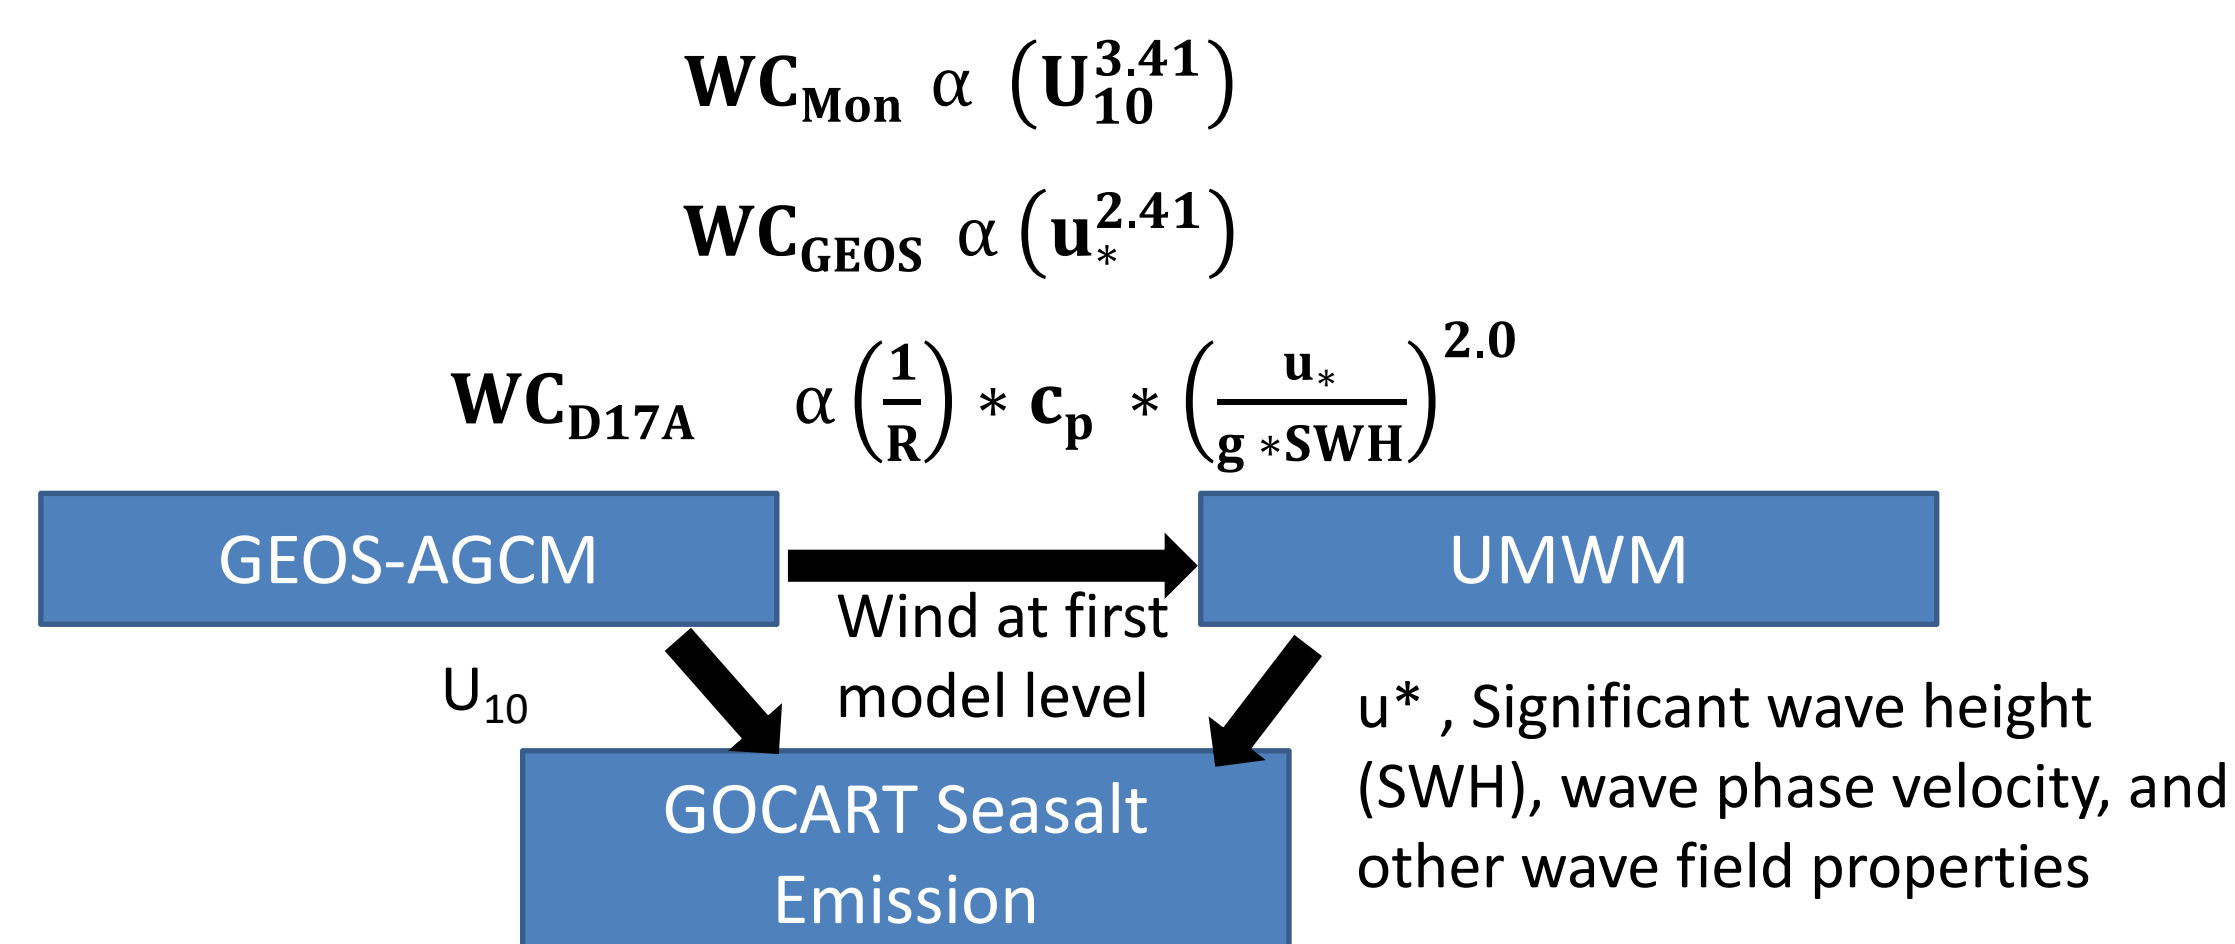 WC_Mon α (U_10^3.41)
WC_GEOS α (u_*^2.41)
WC_D17A α (1/R) * c_p * (u_*/(g *SWH))^2.0
GEOS-AGCM
UMWM
Wind at first
model level
U_10
u* , Significant wave height
(SWH), wave phase velocity, and
other wave field properties
GOCART Seasalt
Emission